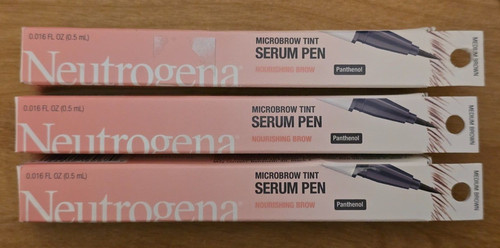 0.016 FL OZ (0.5 mL)
Neutrogena®
MICROBROW TINT
SERUM PEN
NOURISHING BROW
Panthenol
MEDIUM BROWN
0.016 FL OZ (0.5 mL)
Neutrogena®
MICROBROW TINT
SERUM PEN
NOURISHING BROW
Panthenol
MEDIUM BROWN
0.016 FL OZ (0.5 mL)
Neutrogena®
MICROBROW TINT
SERUM PEN
NOURISHING BROW
Panthenol
MEDIUM BROWN